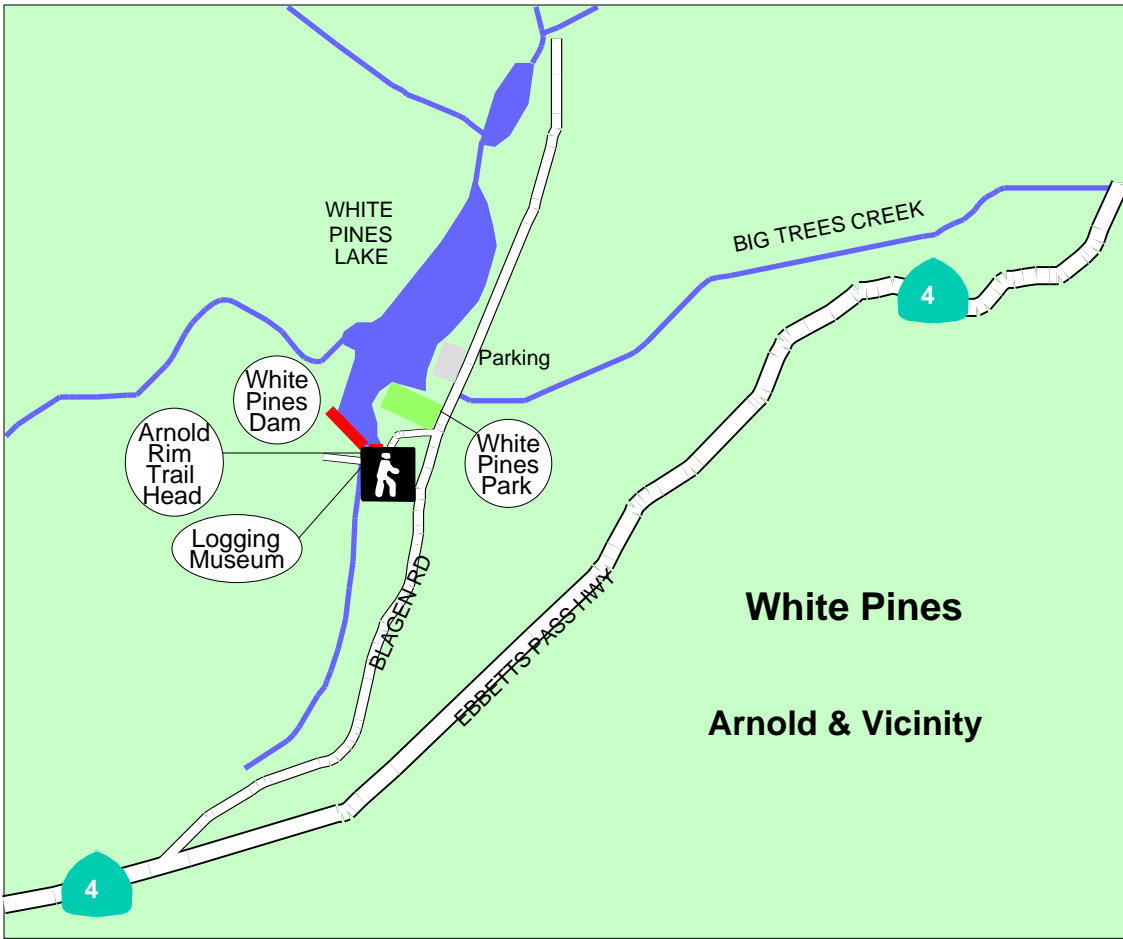 WHITE
PINES
LAKE
BIG TREES CREEK
4
Parking
White
Pines
Dam
Arnold
Rim
Trail
Head
White
Pines
Park
Logging
Museum
BLAGEN RD
EBBETTS PASS HWY
White Pines
Arnold & Vicinity
4